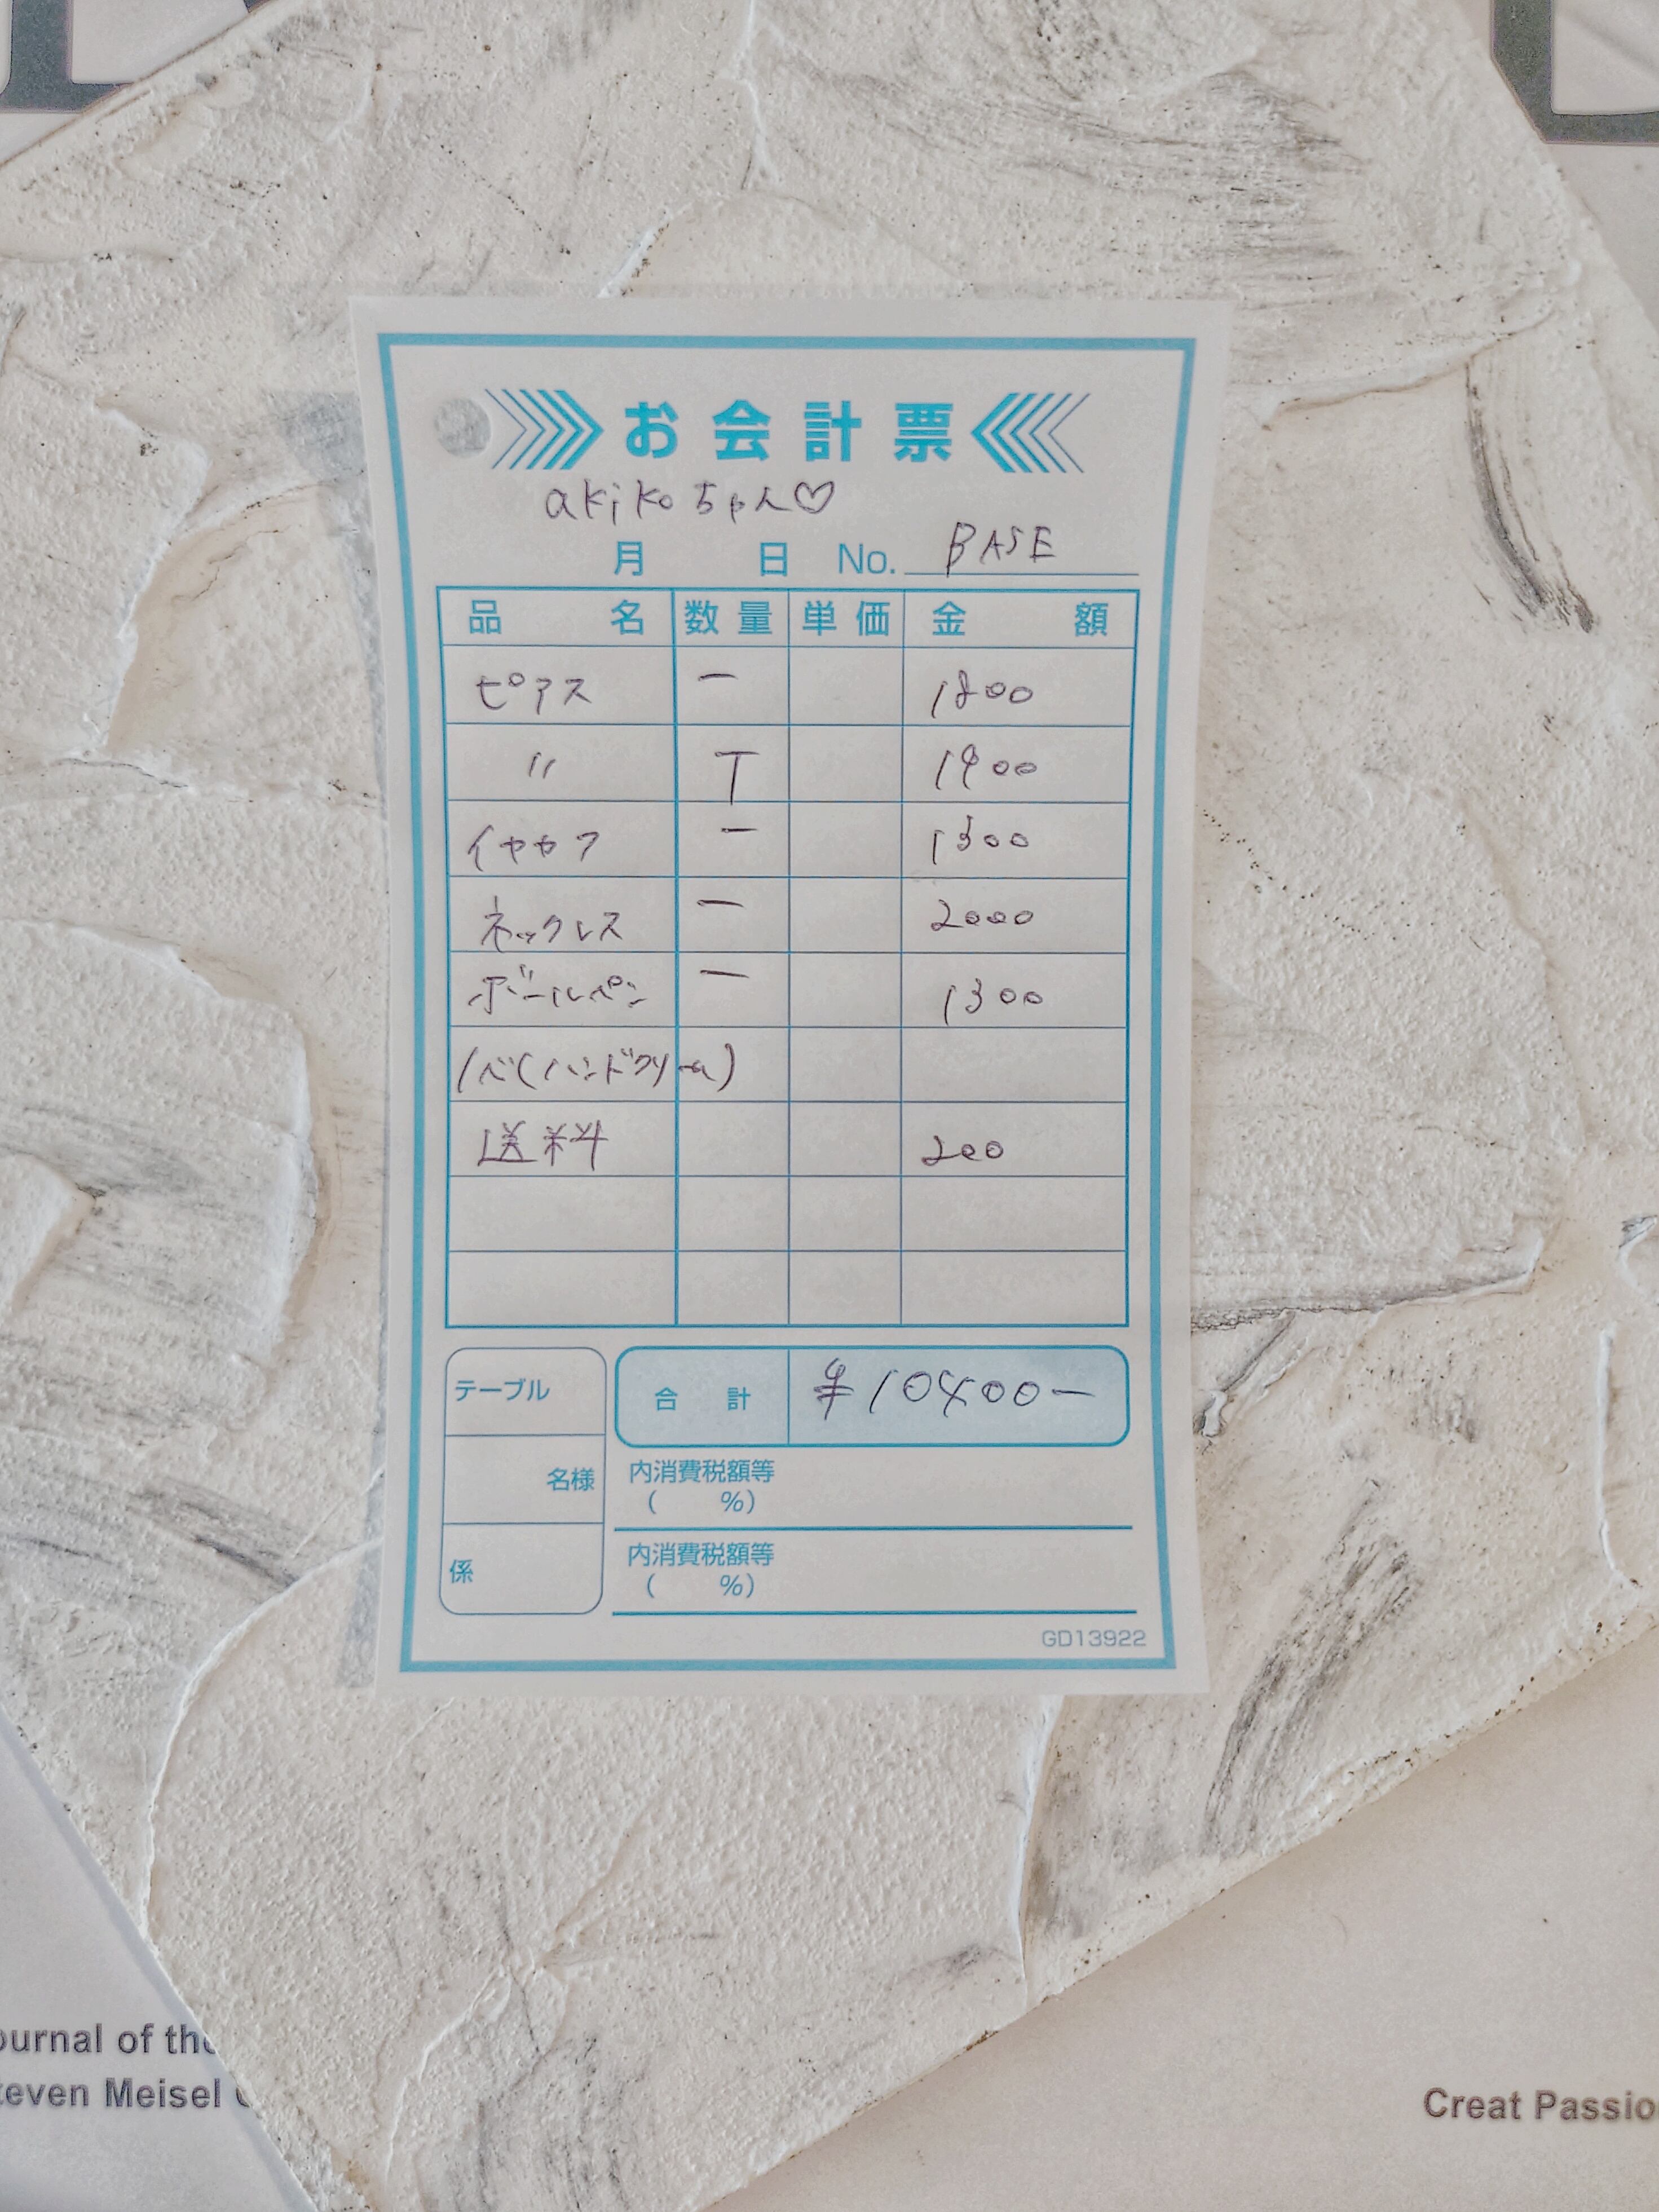 お会計票
akikoちゃん♡
月 日 No. BASE
品名 数量 単価 金額
ピアス 一 1800
〃 T 1900
イヤカフ 一 1300
ネックレス 一 2000
ボールペン 一 1300
ノベ(ハンドクリーム)
送料 200
テーブル 合計 ¥10400-
名様 内消費税額等
( %)
係 内消費税額等
( %)
GD13922
ournal of the
teven Meisel
Creat Passio